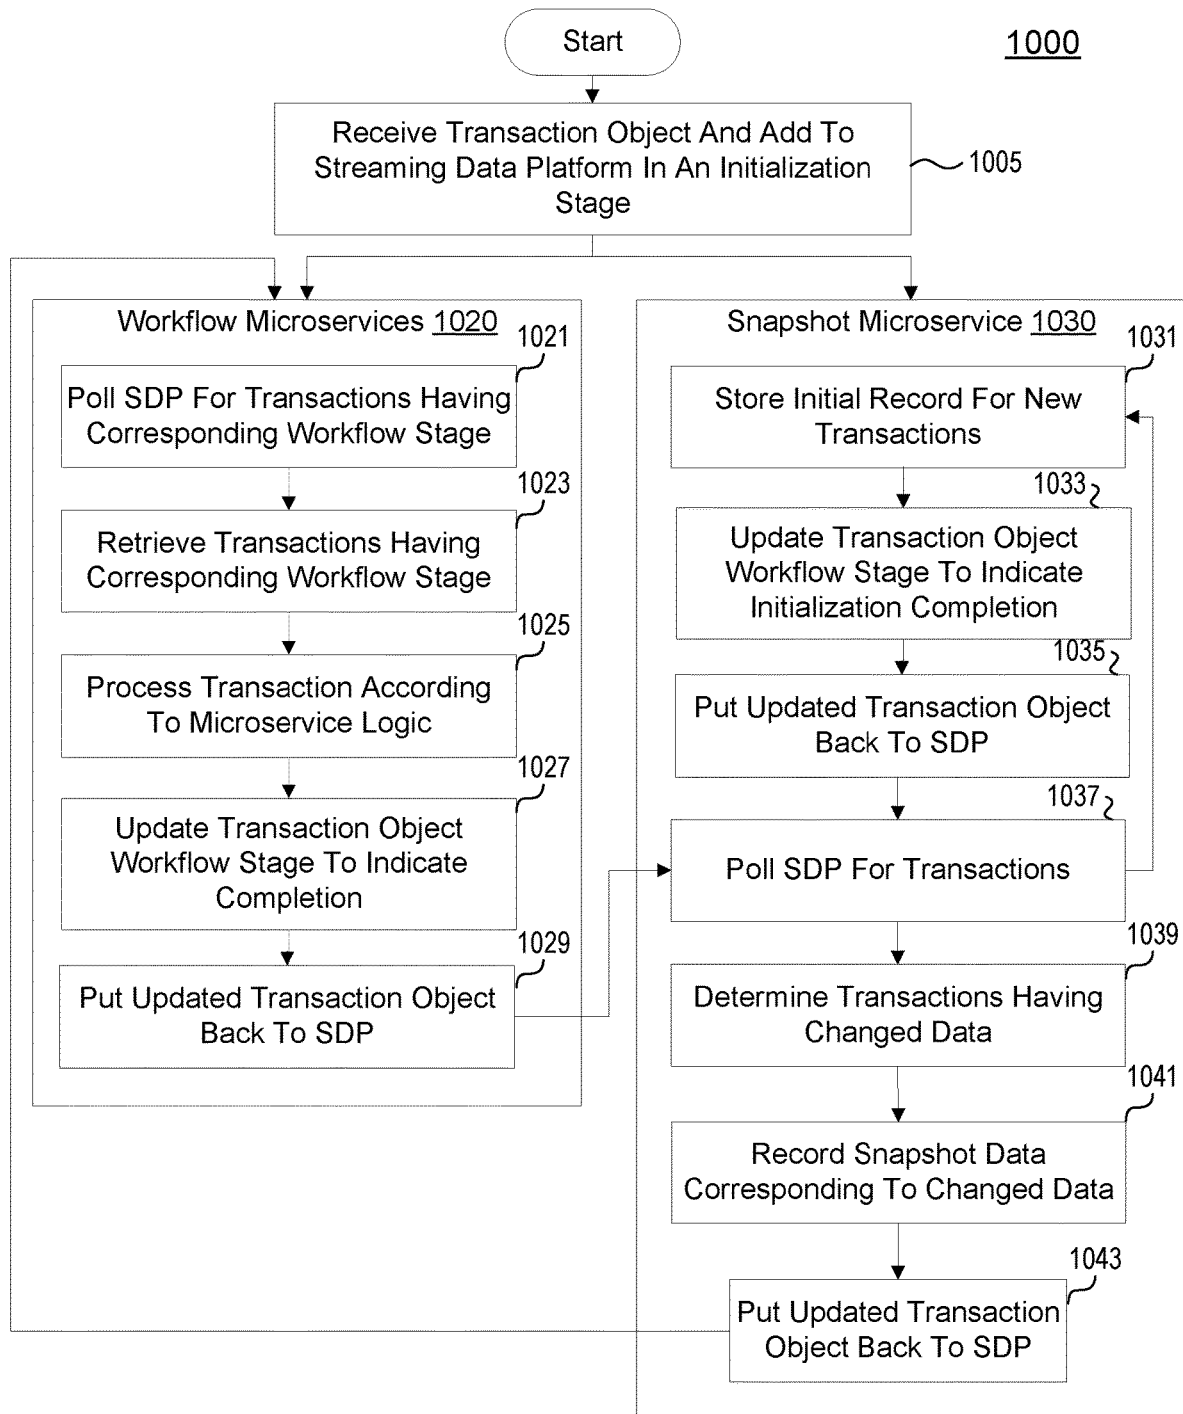 Start
1000
Receive Transaction Object And Add To
Streaming Data Platform In An Initialization
Stage
1005
Workflow Microservices 1020
1021
Poll SDP For Transactions Having
Corresponding Workflow Stage
1023
Retrieve Transactions Having
Corresponding Workflow Stage
1025
Process Transaction According
To Microservice Logic
1027
Update Transaction Object
Workflow Stage To Indicate
Completion
1029
Put Updated Transaction Object
Back To SDP
Snapshot Microservice 1030
1031
Store Initial Record For New
Transactions
1033
Update Transaction Object
Workflow Stage To Indicate
Initialization Completion
1035
Put Updated Transaction Object
Back To SDP
1037
Poll SDP For Transactions
1039
Determine Transactions Having
Changed Data
1041
Record Snapshot Data
Corresponding To Changed Data
1043
Put Updated Transaction
Object Back To SDP